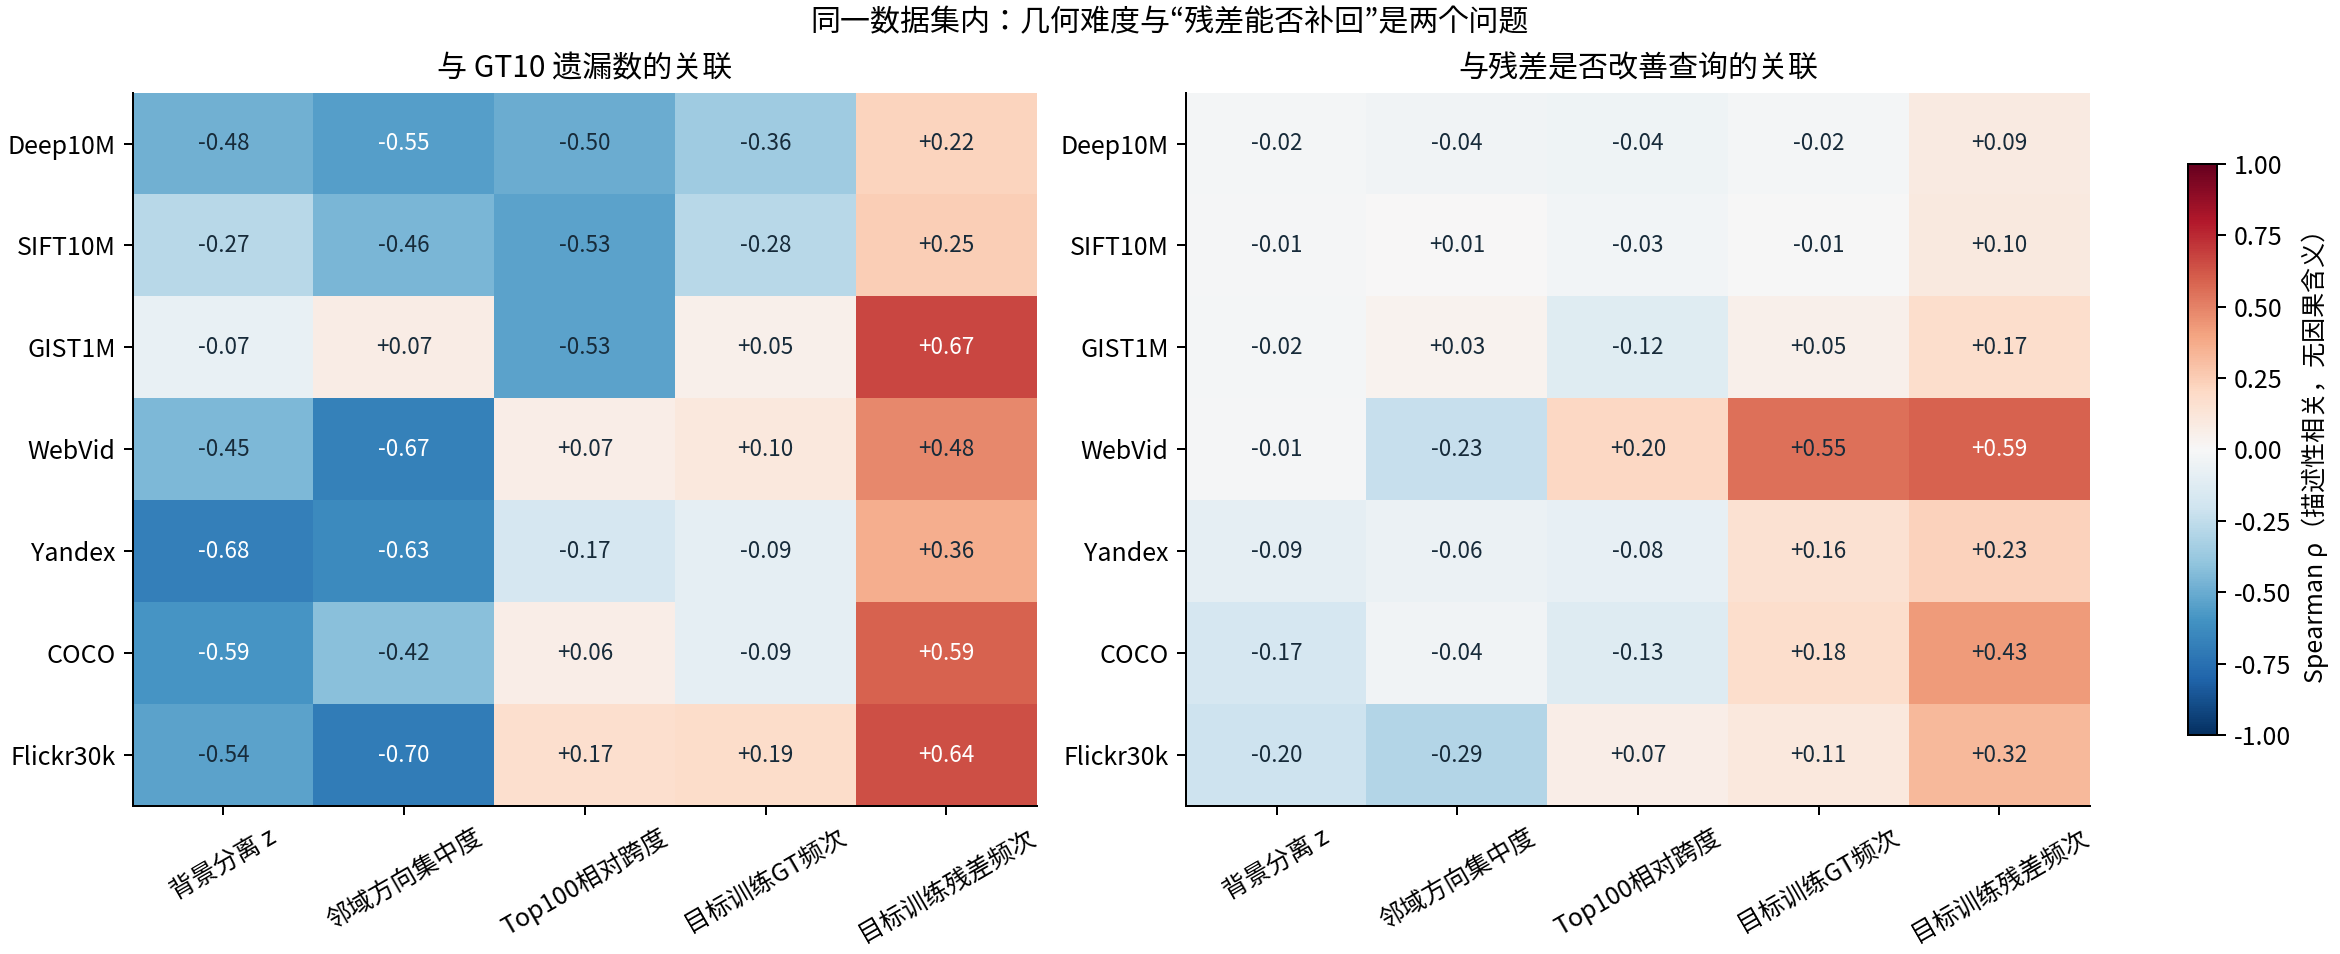 同一数据集内：几何难度与“残差能否补回”是两个问题
与 GT10 遗漏数的关联
Deep10M -0.48 -0.55 -0.50 -0.36 +0.22
SIFT10M -0.27 -0.46 -0.53 -0.28 +0.25
GIST1M -0.07 +0.07 -0.53 +0.05 +0.67
WebVid -0.45 -0.67 +0.07 +0.10 +0.48
Yandex -0.68 -0.63 -0.17 -0.09 +0.36
COCO -0.59 -0.42 +0.06 -0.09 +0.59
Flickr30k -0.54 -0.70 +0.17 +0.19 +0.64
背景分离 z
邻域方向集中度
Top100相对跨度
目标训练GT频次
目标训练残差频次
与残差是否改善查询的关联
Deep10M -0.02 -0.04 -0.04 -0.02 +0.09
SIFT10M -0.01 +0.01 -0.03 -0.01 +0.10
GIST1M -0.02 +0.03 -0.12 +0.05 +0.17
WebVid -0.01 -0.23 +0.20 +0.55 +0.59
Yandex -0.09 -0.06 -0.08 +0.16 +0.23
COCO -0.17 -0.04 -0.13 +0.18 +0.43
Flickr30k -0.20 -0.29 +0.07 +0.11 +0.32
背景分离 z
邻域方向集中度
Top100相对跨度
目标训练GT频次
目标训练残差频次
1.00
0.75
0.50
0.25
0.00
-0.25
-0.50
-0.75
-1.00
Spearman ρ（描述性相关，无因果含义）